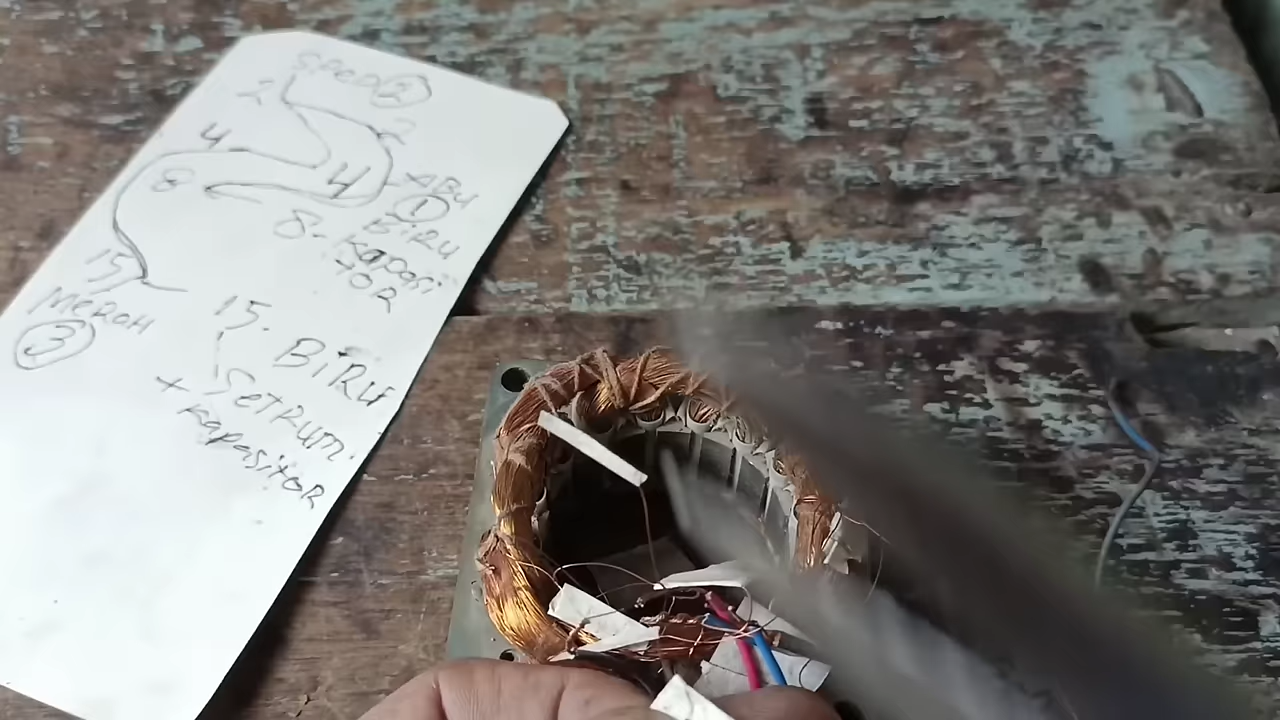 SPEED 2
2
2
4
4
8
ABU
1
8-
BIRU
KAPASI
TOR
15
MERAH
3
15.
BIRU
SETRUM.
+ KAPASITOR